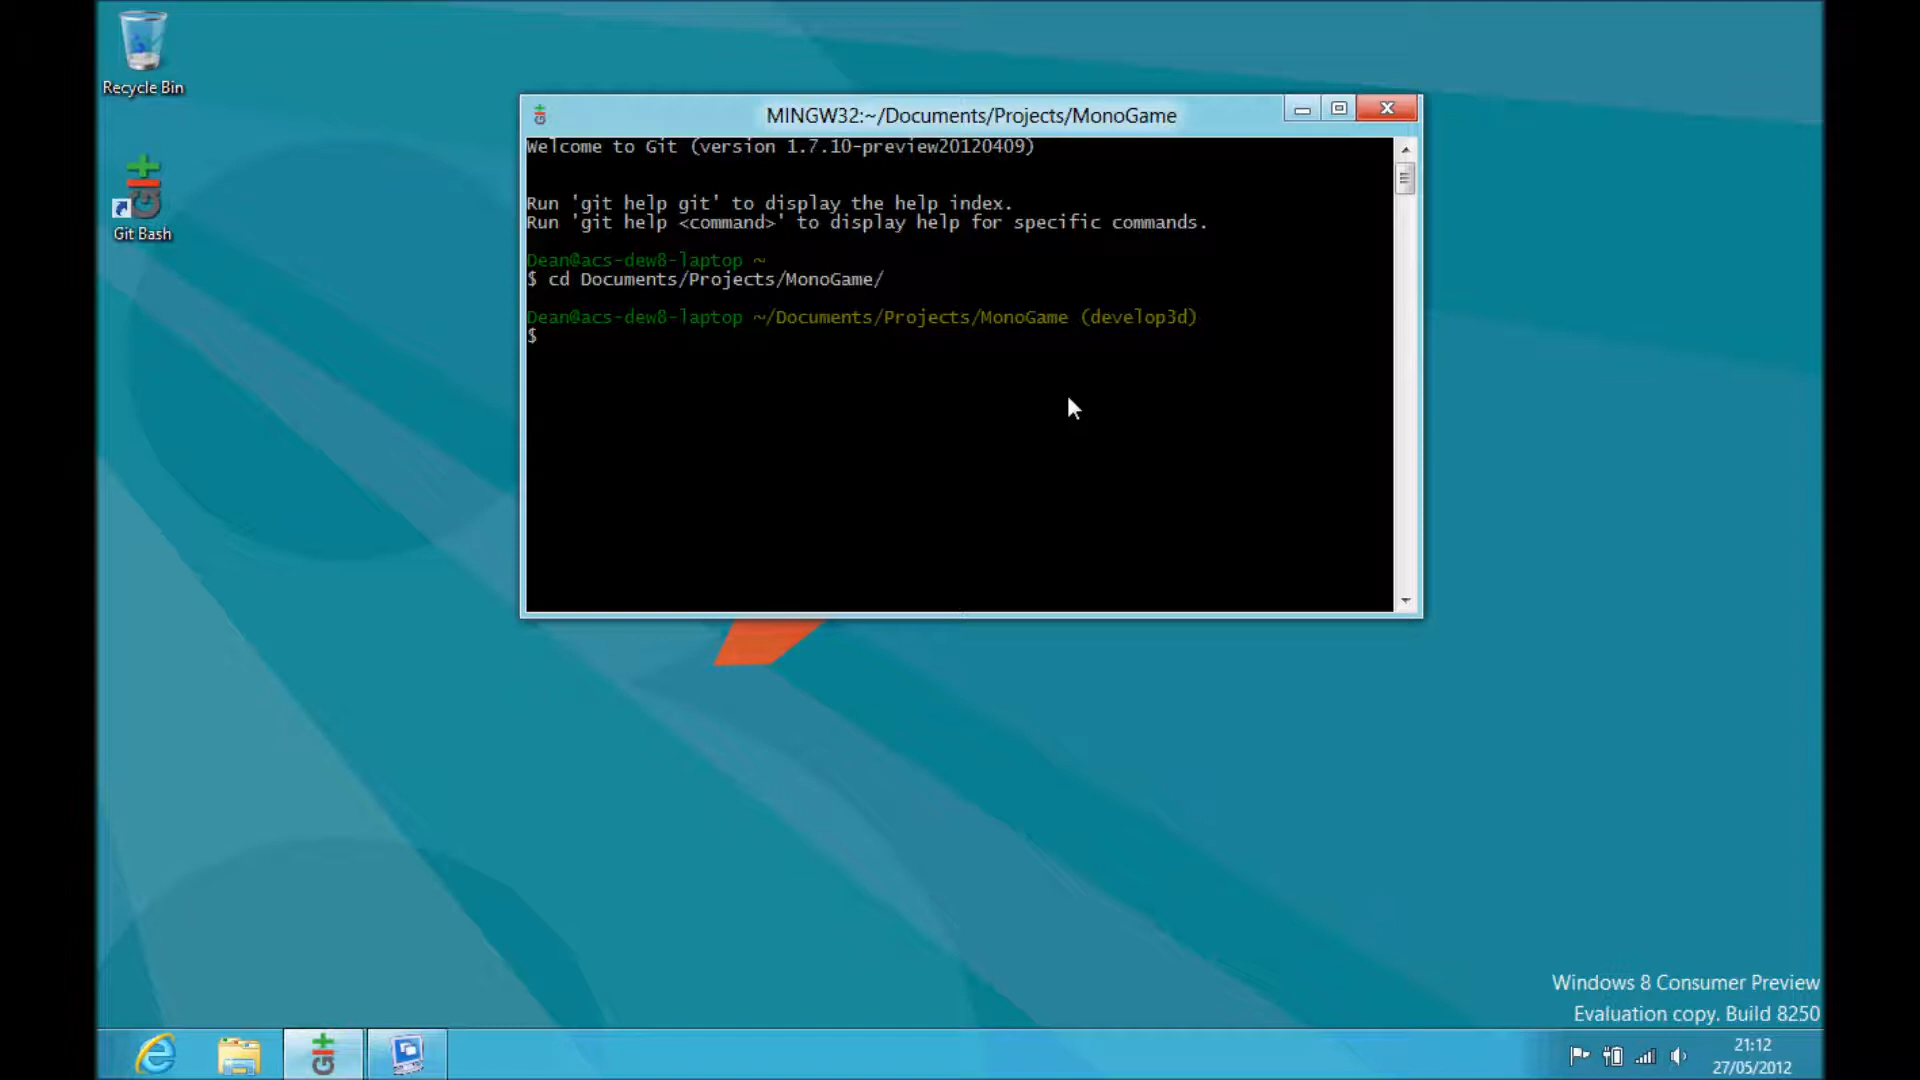 Recycle Bin
Git Bash
MINGW32:~/Documents/Projects/MonoGame
Welcome to Git (version 1.7.10-preview20120409)
Run 'git help git' to display the help index.
Run 'git help <command>' to display help for specific commands.
Dean@acs-dew8-laptop ~
$ cd Documents/Projects/MonoGame/
Dean@acs-dew8-laptop ~/Documents/Projects/MonoGame (develop3d)
$
Windows 8 Consumer Preview
Evaluation copy. Build 8250
21:12
27/05/2012